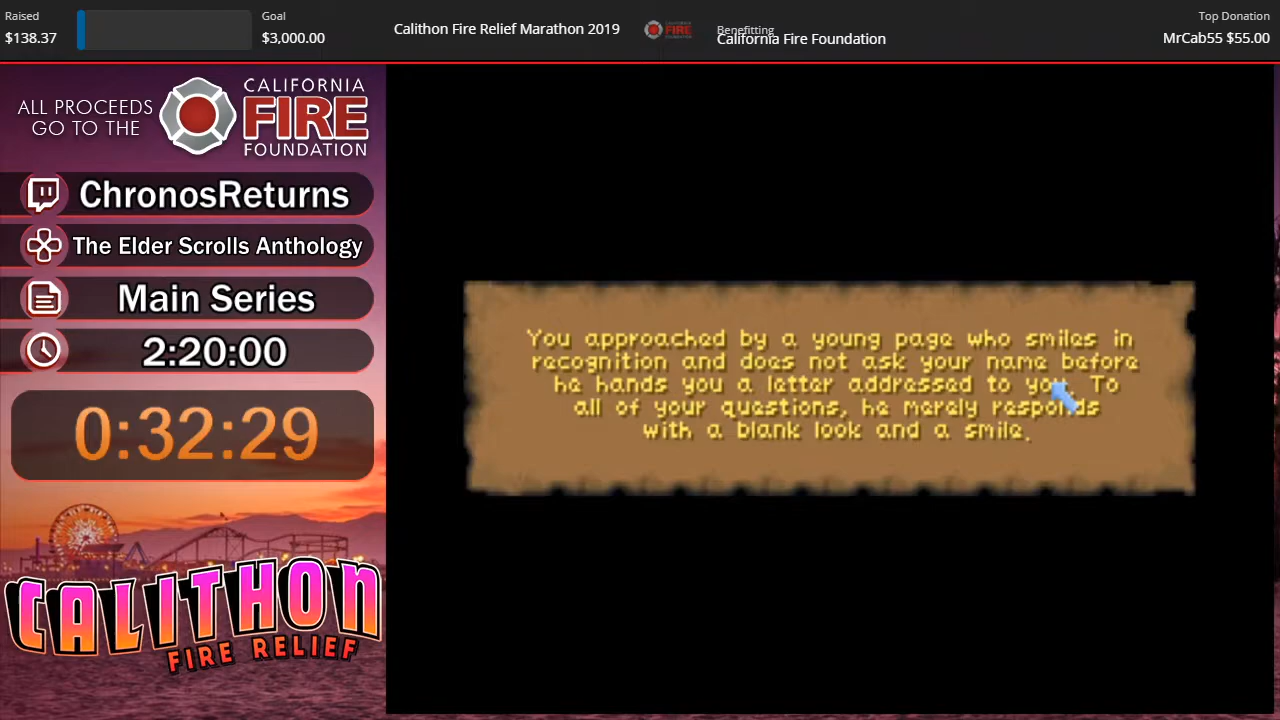 Raised
$138.37
Goal
$3,000.00
Calithon Fire Relief Marathon 2019
CALIFORNIA
FIRE
FOUNDATION
Benefitting
California Fire Foundation
Top Donation
MrCab55 $55.00
ALL PROCEEDS
GO TO THE
CALIFORNIA
FIRE
FOUNDATION
ChronosReturns
The Elder Scrolls Anthology
Main Series
2:20:00
0:32:29
CALITHON
FIRE RELIEF
You approached by a young page who smiles in
recognition and does not ask your name before
he hands you a letter addressed to you. To
all of your questions, he merely responds
with a blank look and a smile.